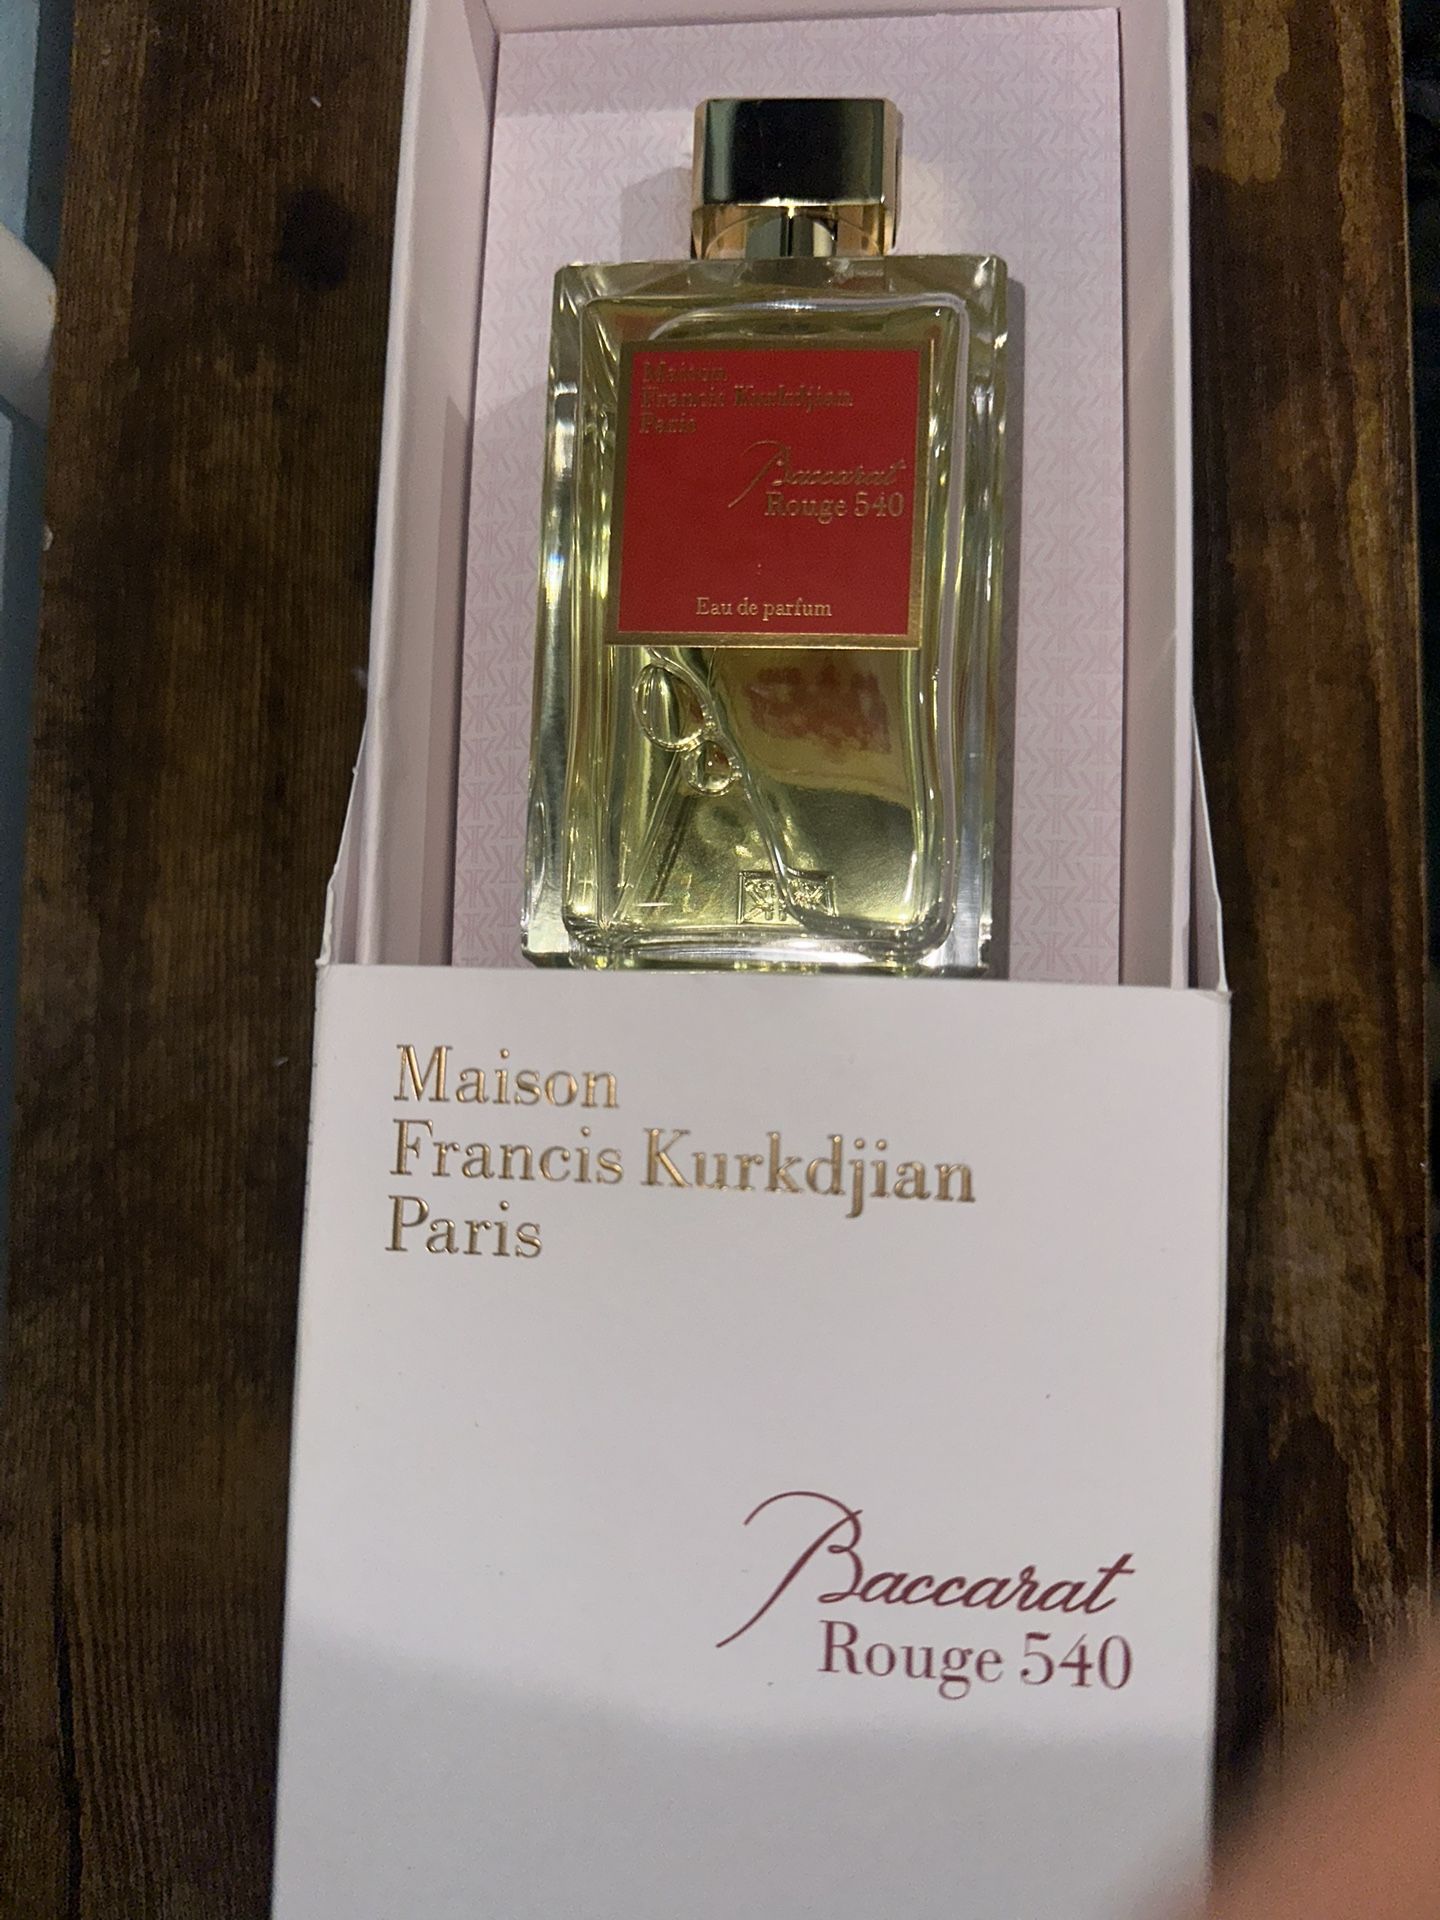 Maison
Francis Kurkdjian
Paris
Baccarat
Rouge 540
Eau de parfum
Maison
Francis Kurkdjian
Paris
Baccarat
Rouge 540